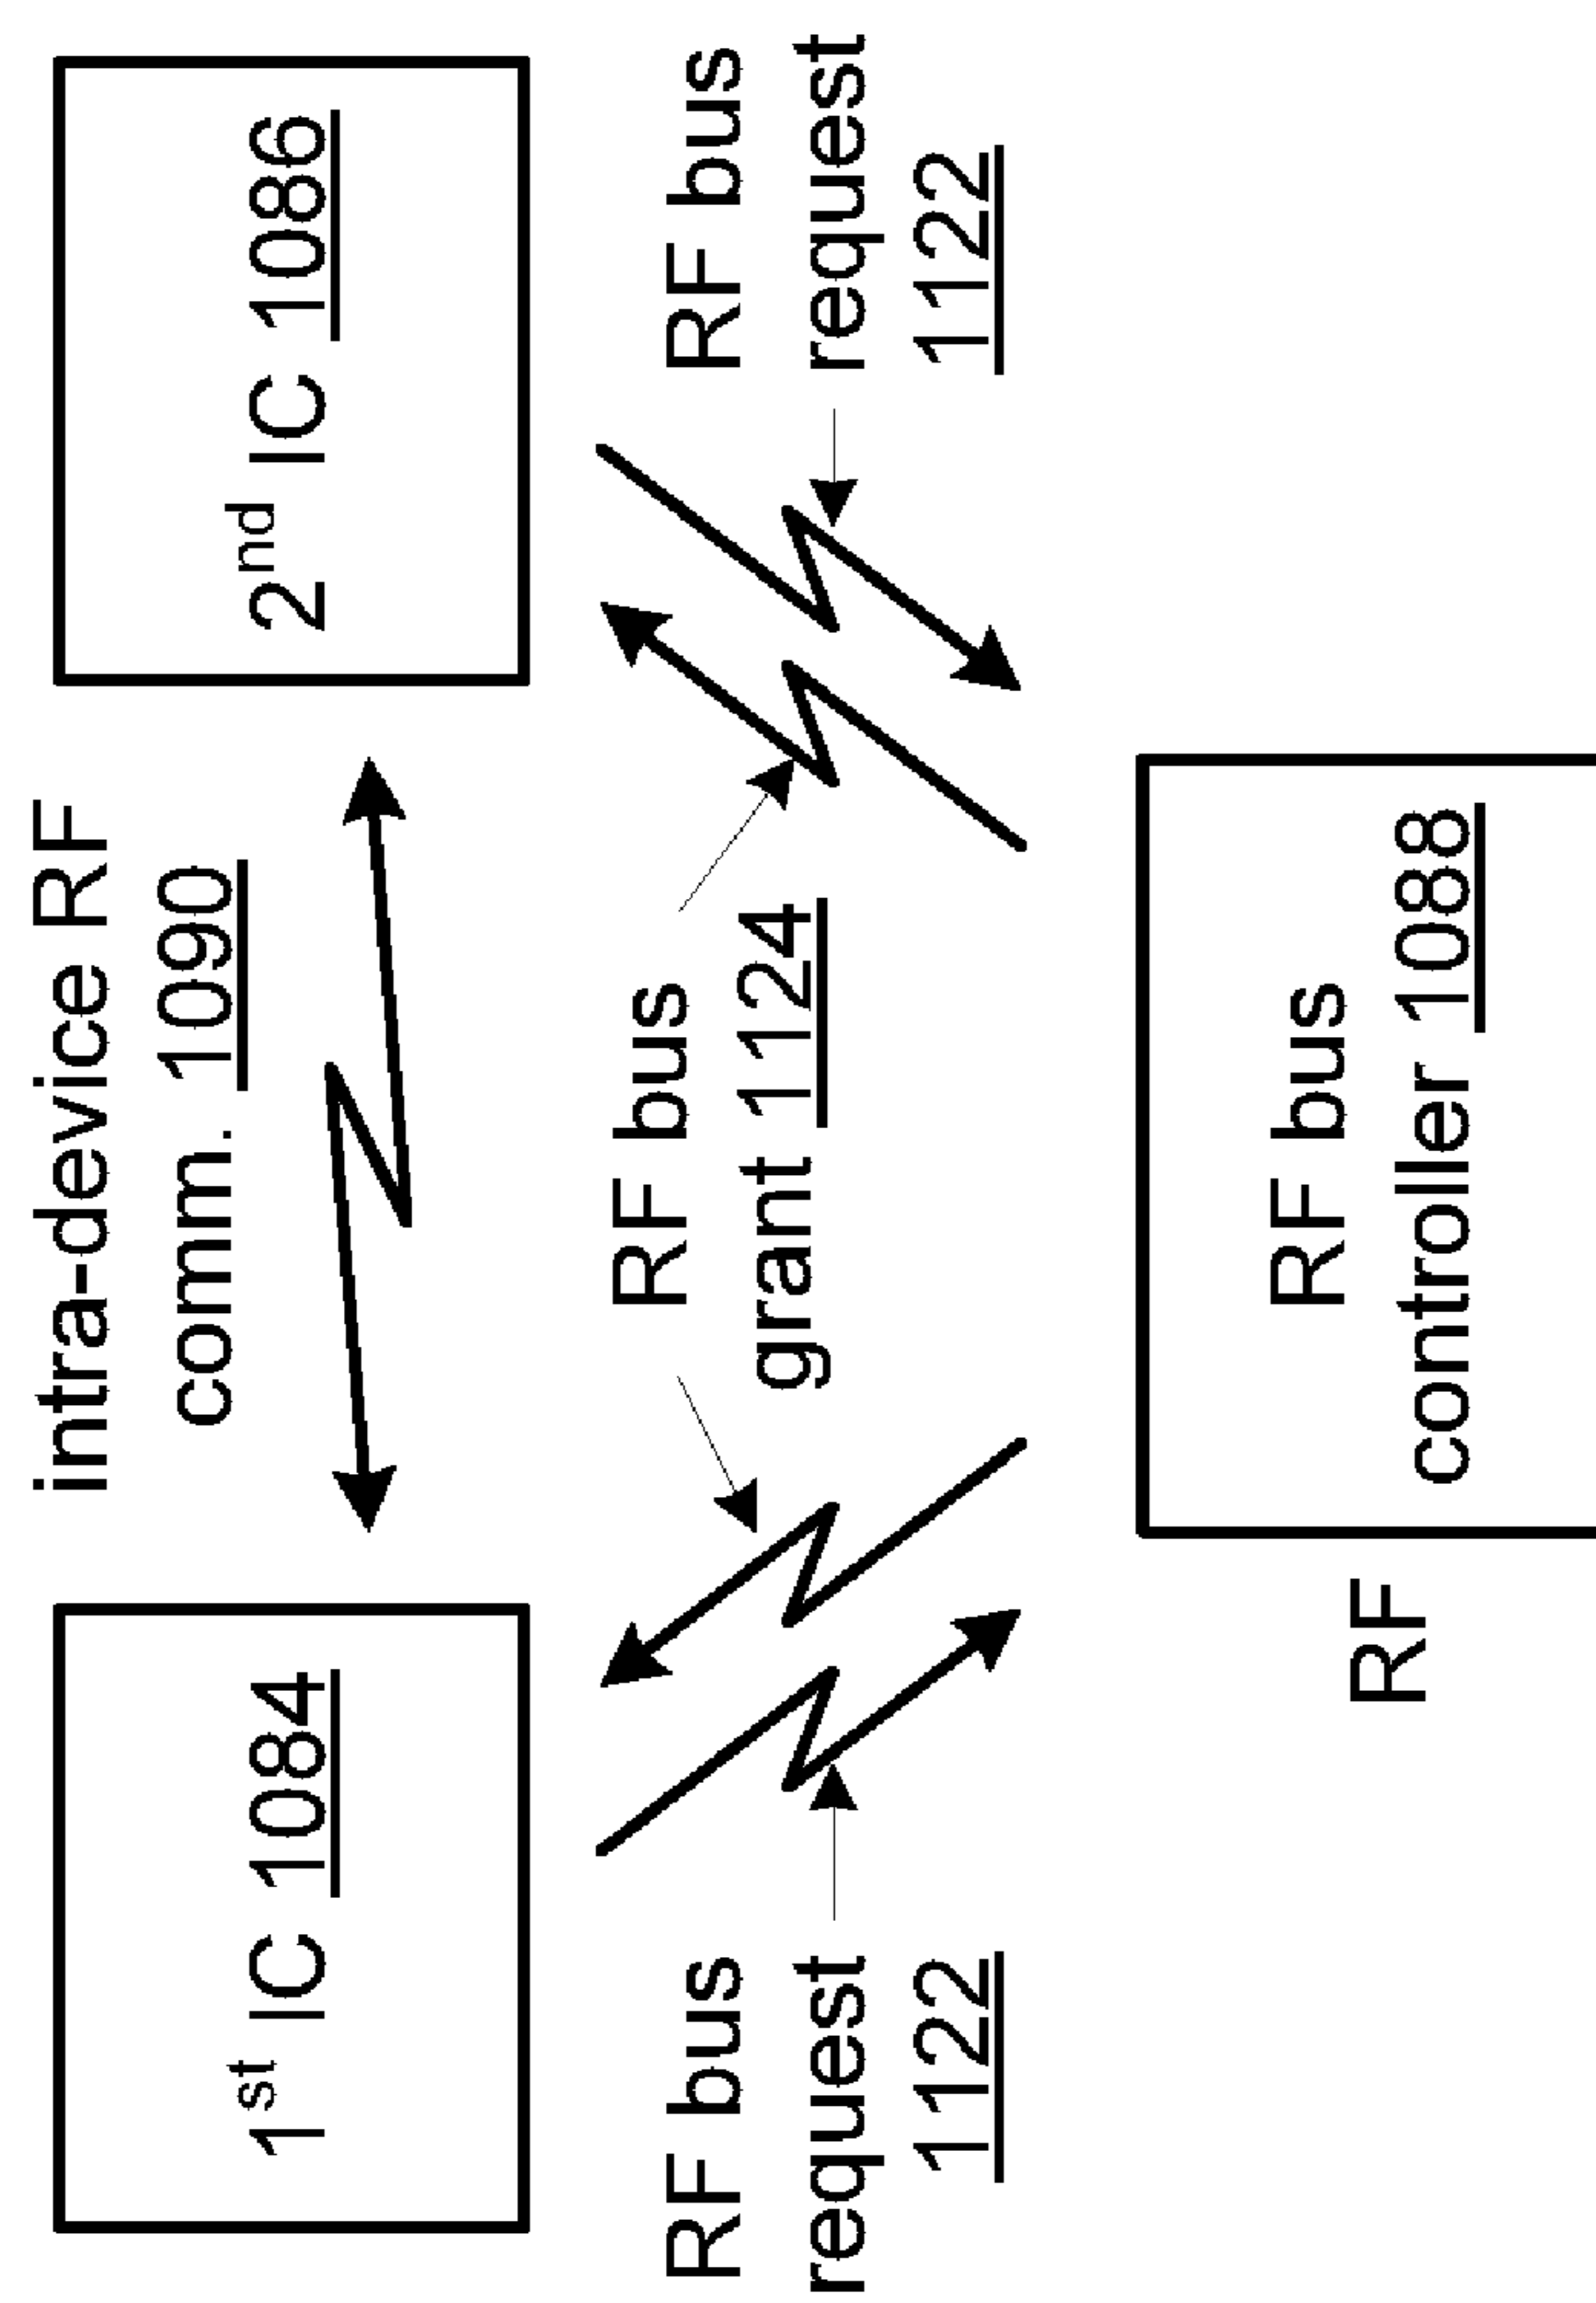 intra-device RF
comm. 1090
1st IC 1084
2nd IC 1086
RF bus
request
1122
RF bus
grant 1124
RF bus
request
1122
RF bus
controller 1088
RF